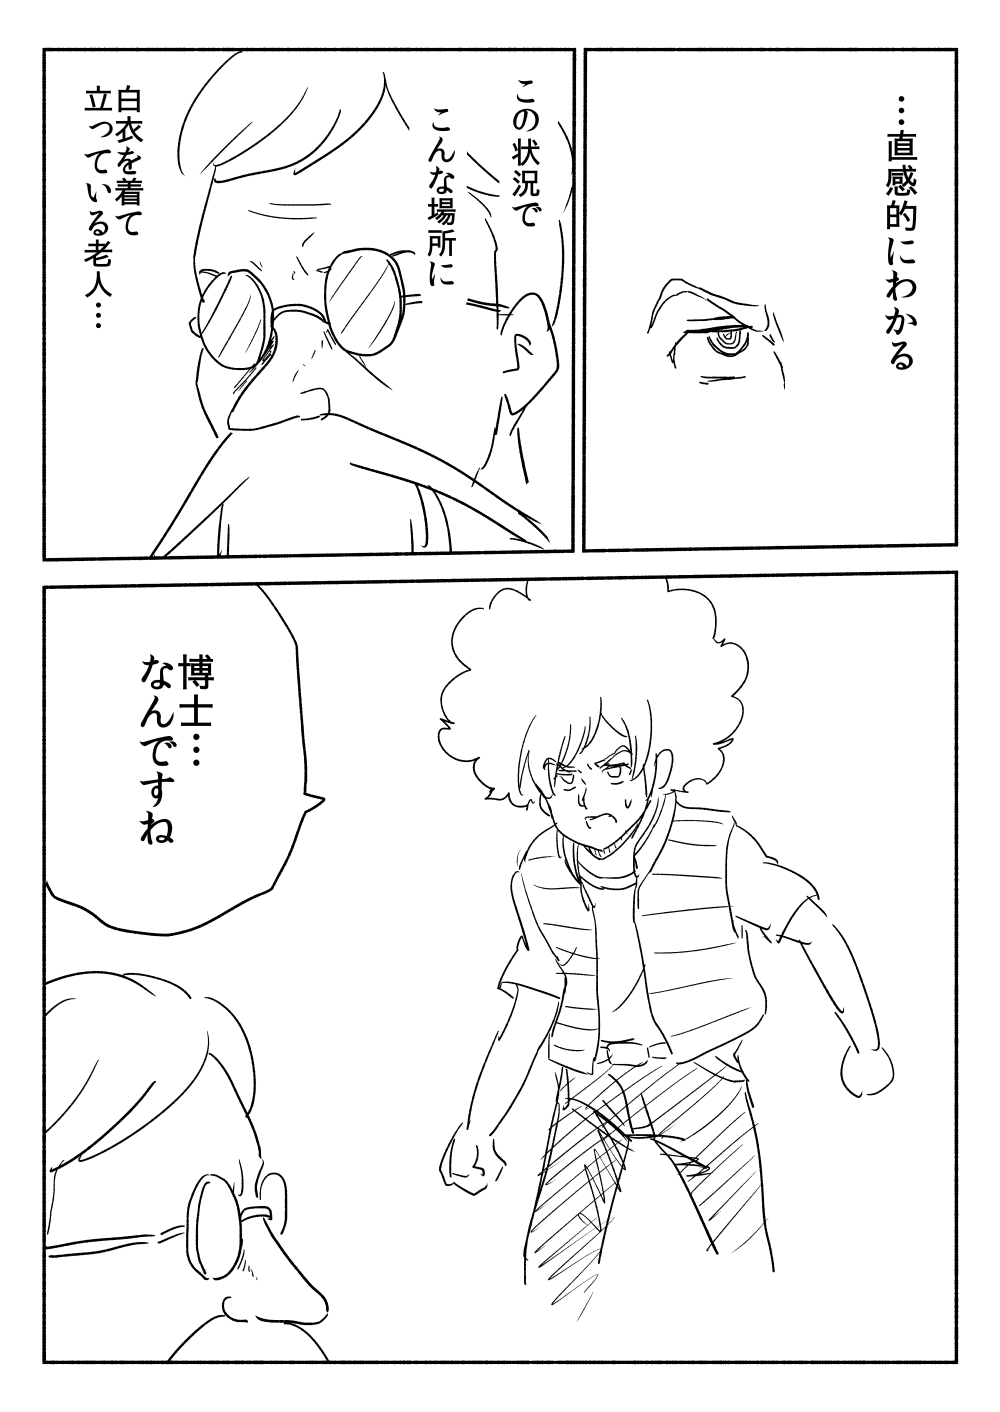 …直感的にわかる
この状況で
こんな場所に
白衣を着て
立っている老人…
博士…
なんですね